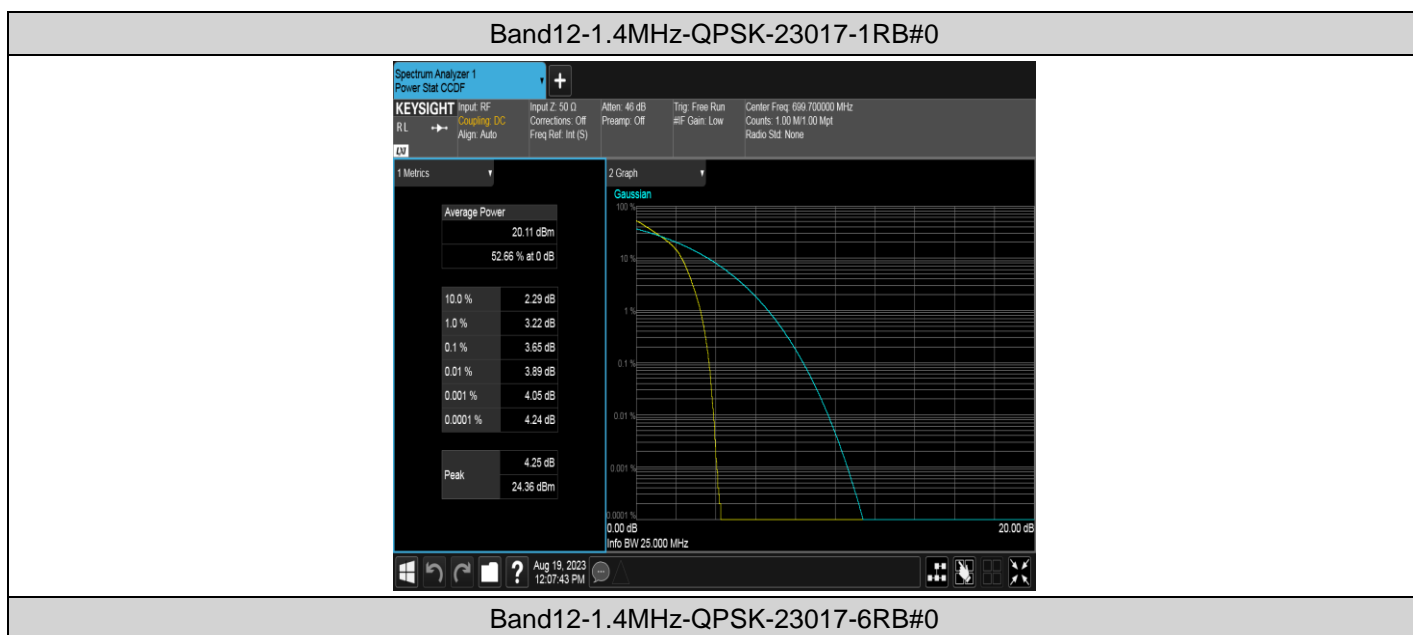 Band12-1.4MHz-QPSK-23017-1RB#0
Spectrum Analyzer 1
Power Stat CCDF
+
KEYSIGHT
RL
LXI
Input: RF
Coupling: DC
Align: Auto
Input Z: 50 Ω
Corrections: Off
Freq Ref: Int (S)
Atten: 46 dB
Preamp: Off
Trig: Free Run
#IF Gain: Low
Center Freq: 699.700000 MHz
Counts: 1.00 M/1.00 Mpt
Radio Std: None
1 Metrics
Average Power
20.11 dBm
52.66 % at 0 dB
10.0 % 2.29 dB
1.0 % 3.22 dB
0.1 % 3.65 dB
0.01 % 3.89 dB
0.001 % 4.05 dB
0.0001 % 4.24 dB
Peak
4.25 dB
24.36 dBm
2 Graph
Gaussian
100 %
10 %
1 %
0.1 %
0.01 %
0.001 %
0.0001 %
0.00 dB
20.00 dB
Info BW 25.000 MHz
?
Aug 19, 2023
12:07:43 PM
Band12-1.4MHz-QPSK-23017-6RB#0